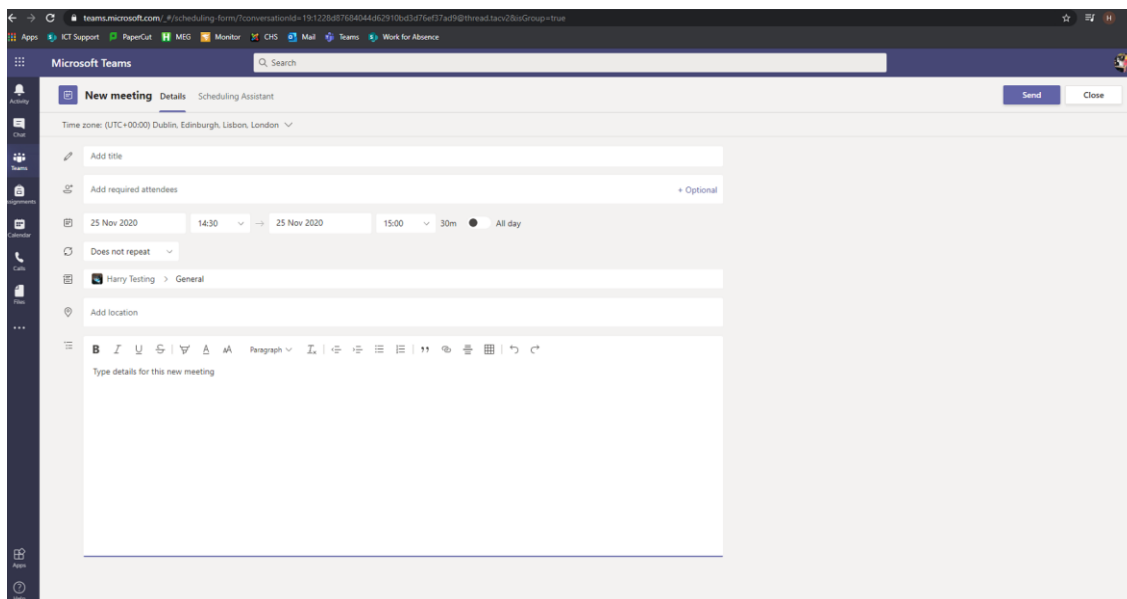 teams.microsoft.com/_#/scheduling-form/?conversationId=19:1228d87684044d62910bd3d76ef37ad9@thread.tacv2&isGroup=true
Apps ICT Support PaperCut MEG Monitor CHS Mail Teams Work for Absence
Microsoft Teams Search
Activity
Chat
Teams
ssignments
Calendar
Calls
Files
Apps
New meeting Details Scheduling Assistant Send Close
Time zone: (UTC+00:00) Dublin, Edinburgh, Lisbon, London
Add title
Add required attendees + Optional
25 Nov 2020 14:30 → 25 Nov 2020 15:00 30m All day
Does not repeat
Harry Testing > General
Add location
B I U S A AA Paragraph I
Type details for this new meeting